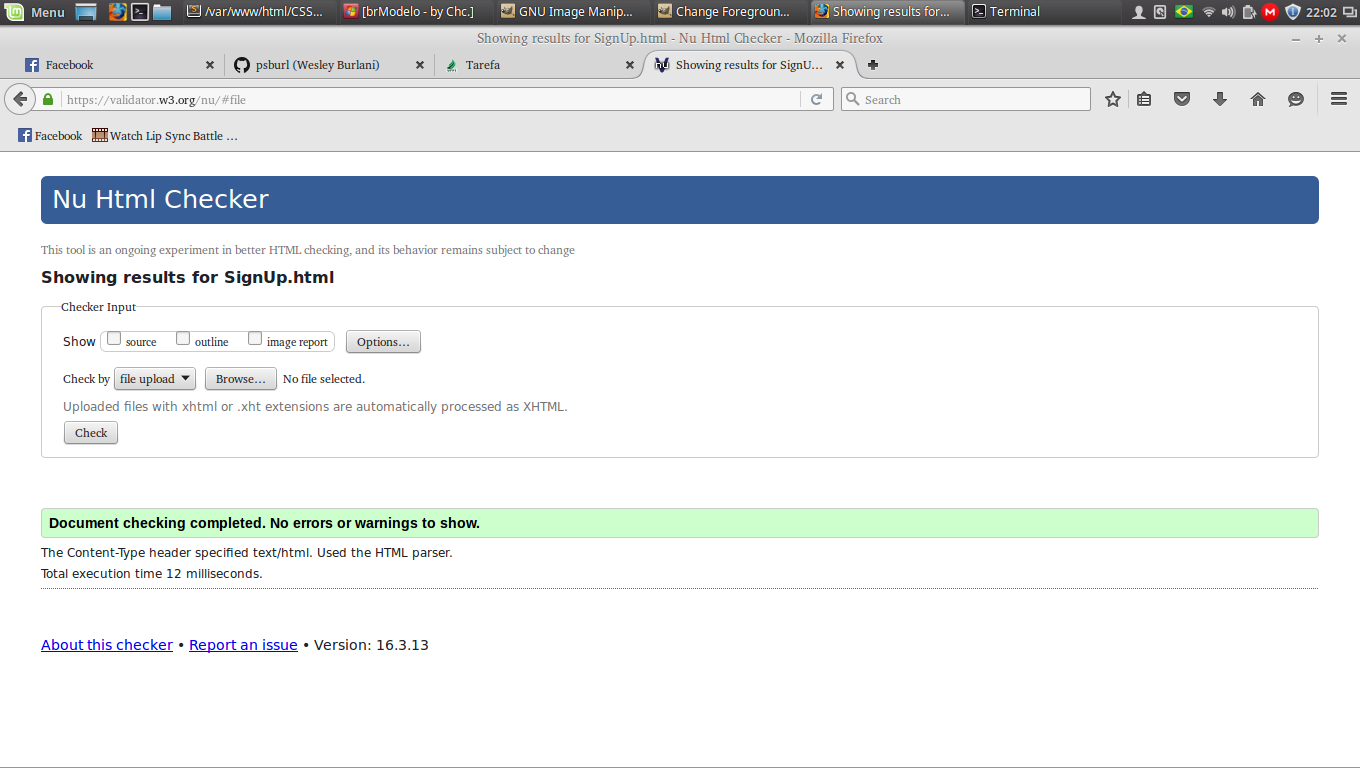 Menu /var/www/html/CSS... [brModelo - by Chc.] GNU Image Manip... Change Foregroun... Showing results for... Terminal 22:02
Showing results for SignUp.html - Nu Html Checker - Mozilla Firefox
Facebook psburl (Wesley Burlani) Tarefa Showing results for SignU...
https://validator.w3.org/nu/#file Search
Facebook Watch Lip Sync Battle ...
Nu Html Checker
This tool is an ongoing experiment in better HTML checking, and its behavior remains subject to change
Showing results for SignUp.html
Checker Input
Show source outline image report Options...
Check by file upload Browse... No file selected.
Uploaded files with xhtml or .xht extensions are automatically processed as XHTML.
Check
Document checking completed. No errors or warnings to show.
The Content-Type header specified text/html. Used the HTML parser.
Total execution time 12 milliseconds.
About this checker • Report an issue • Version: 16.3.13